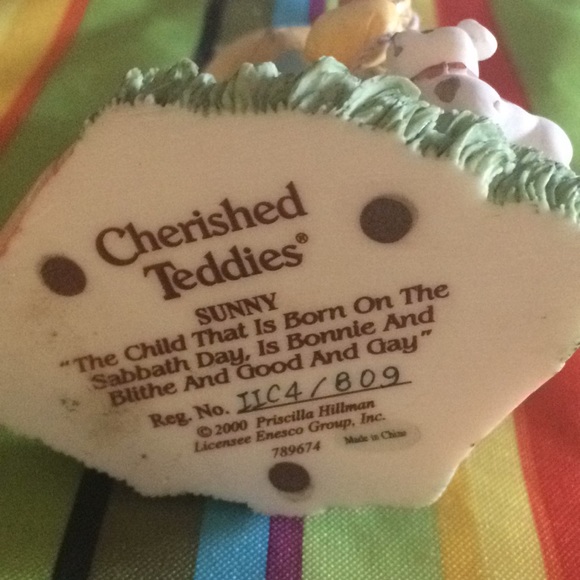 Cherished
Teddies®
SUNNY
"The Child That Is Born On The
Sabbath Day, Is Bonnie And
Blithe And Good And Gay"
Reg. No. IIC4/809
© 2000 Priscilla Hillman
Licensee Enesco Group, Inc.
789674 Made in China